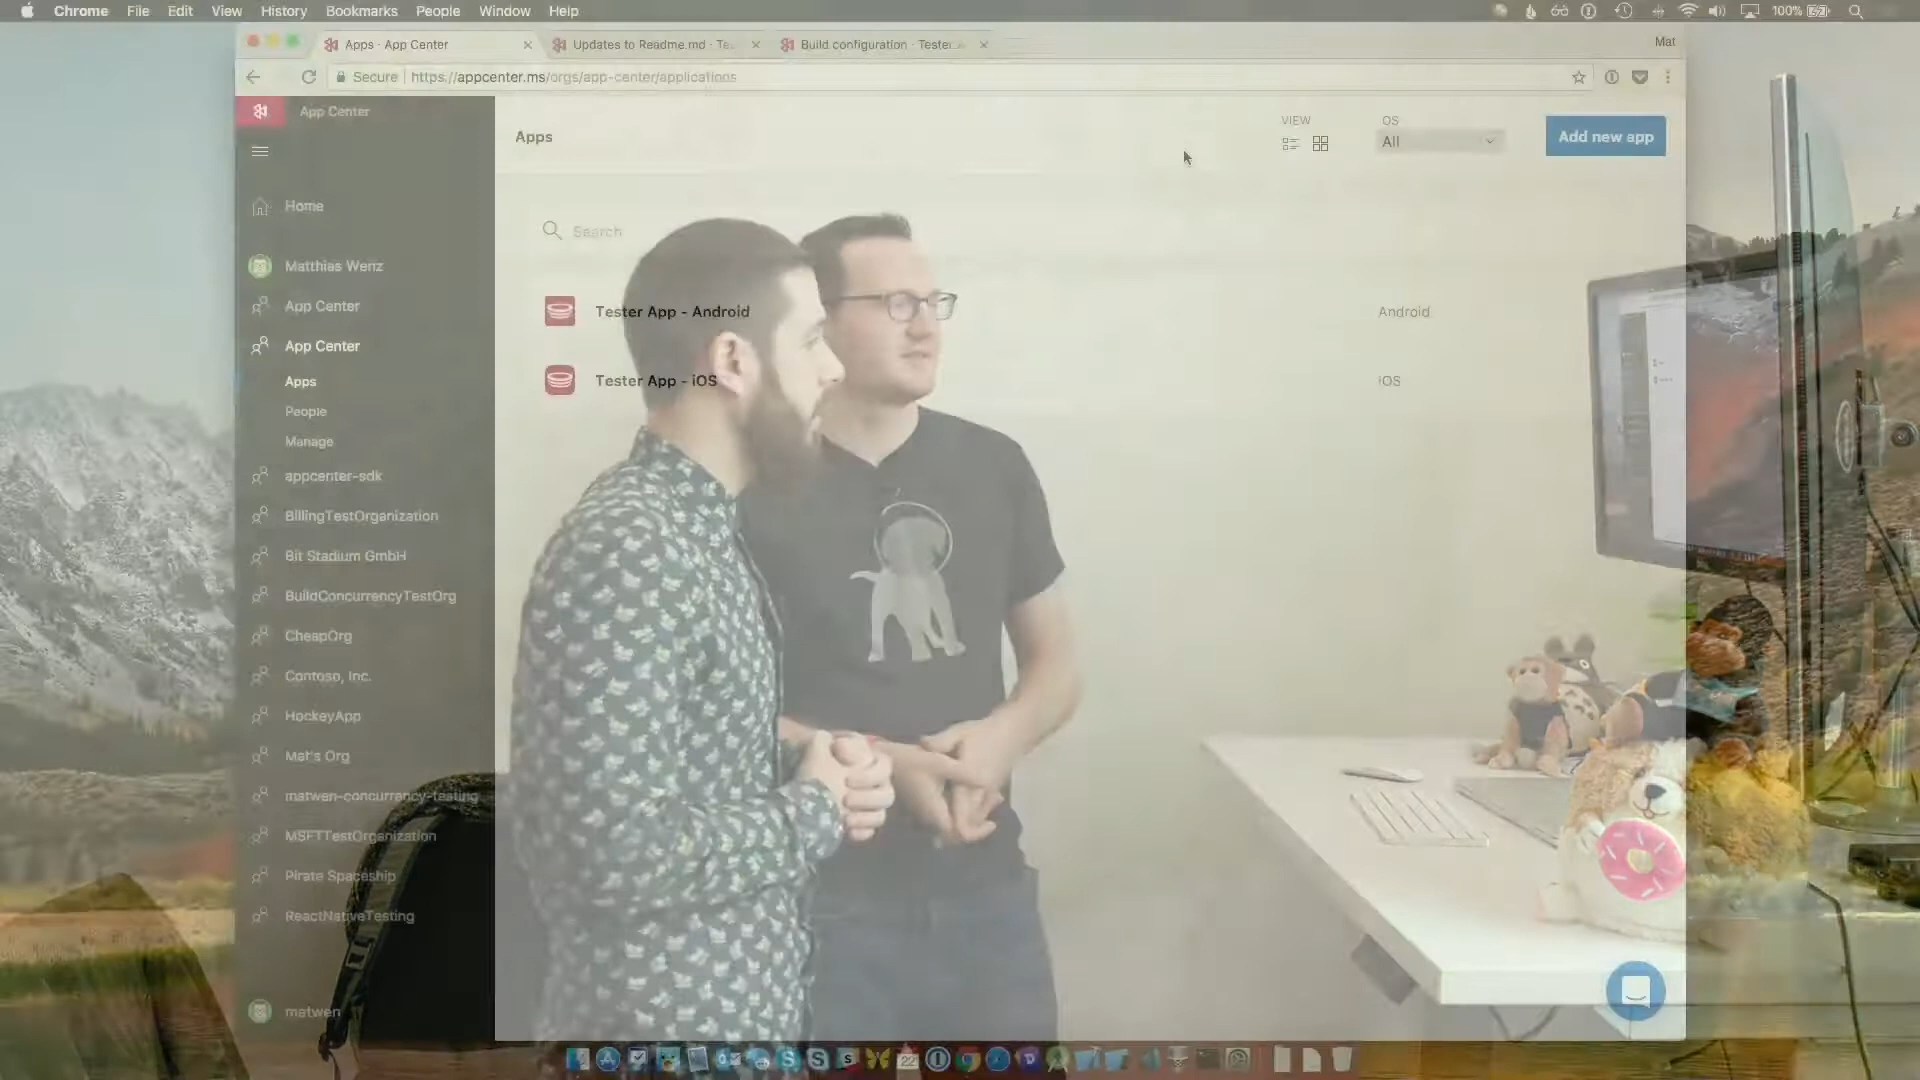 Chrome File Edit View History Bookmarks People Window Help
100%
Apps - App Center
Updates to Readme.md · Te
Build configuration · Tester
Mat
Secure
https://appcenter.ms/orgs/app-center/applications
App Center
Apps
VIEW
OS
All
Add new app
Home
Search
Matthias Wenz
App Center
Tester App - Android
Android
App Center
Tester App - iOS
iOS
Apps
People
Manage
appcenter-sdk
BillingTestOrganization
Bit Stadium GmbH
BuildConcurrencyTestOrg
CheapOrg
Contoso, Inc.
HockeyApp
Mat's Org
matwen-concurrancy-testing
MSFTTestOrganization
Pirate Spaceship
ReactNativeTesting
matwen
22